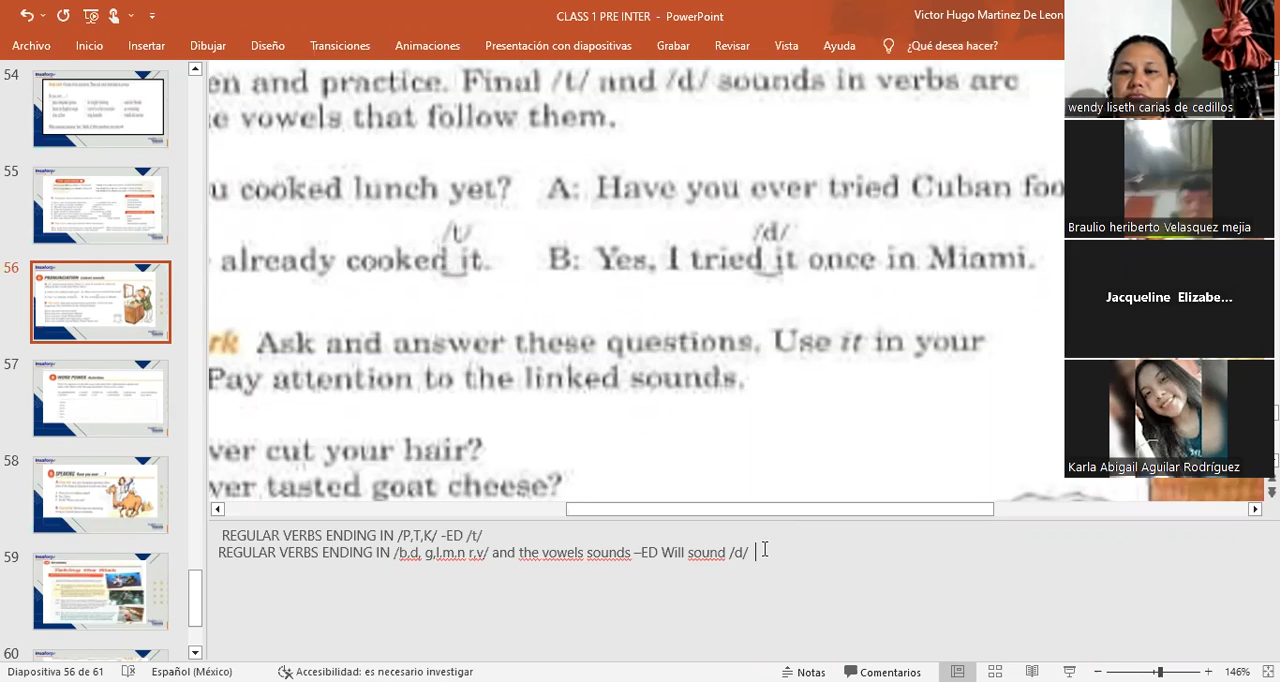 CLASS 1 PRE INTER - PowerPoint
Victor Hugo Martinez De Leon
Archivo Inicio Insertar Dibujar Diseño Transiciones Animaciones Presentación con diapositivas Grabar Revisar Vista Ayuda ¿Qué desea hacer?
54
55
56
57
58
59
60
en and practice. Final /t/ and /d/ sounds in verbs are
e vowels that follow them.
u cooked lunch yet? A: Have you ever tried Cuban foo
/t/ /d/
already cooked it. B: Yes, I tried it once in Miami.
rk Ask and answer these questions. Use it in your
Pay attention to the linked sounds.
ver cut your hair?
ver tasted goat cheese?
REGULAR VERBS ENDING IN /P,T,K/ -ED /t/
REGULAR VERBS ENDING IN /b,d, g,l,m.n r,v/ and the vowels sounds –ED Will sound /d/
wendy liseth carias de cedillos
Braulio heriberto Velasquez mejia
Jacqueline Elizabe...
Karla Abigail Aguilar Rodríguez
Diapositiva 56 de 61 Español (México) Accesibilidad: es necesario investigar Notas Comentarios 146%